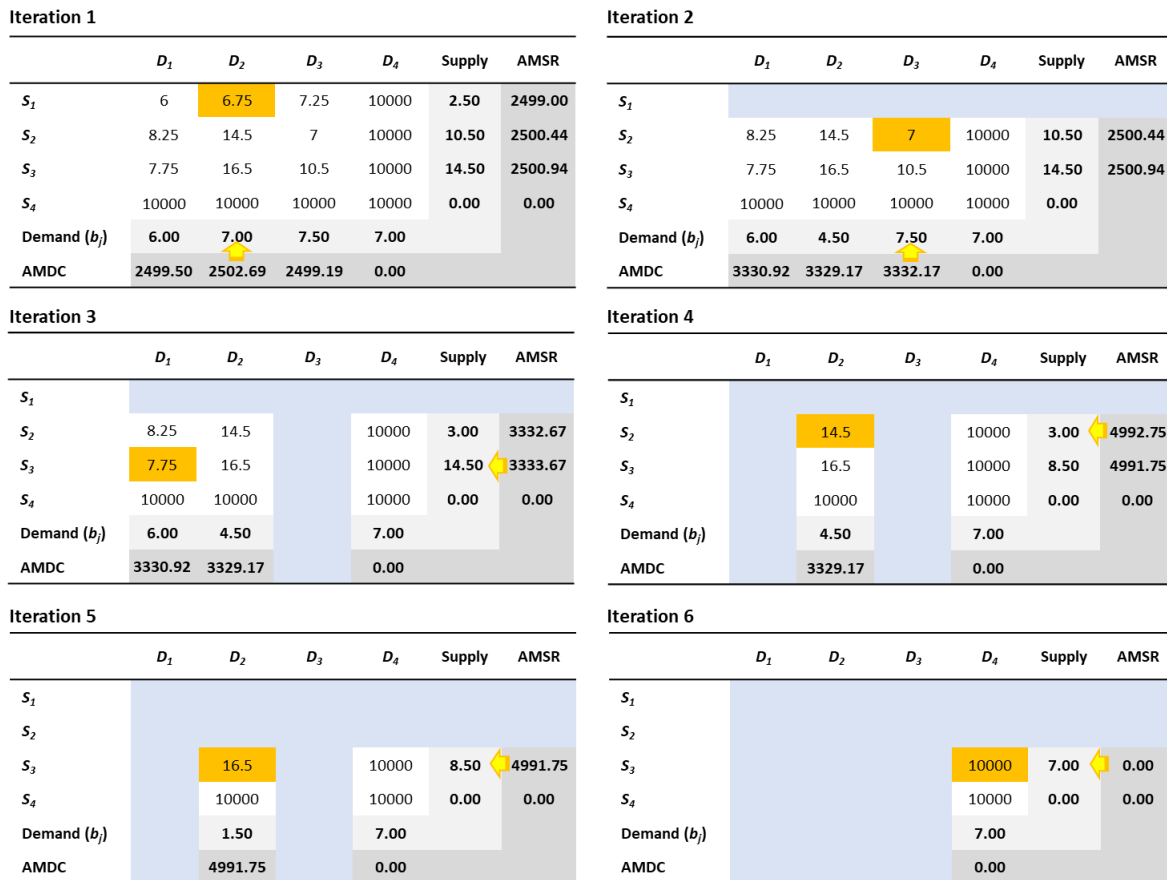 Iteration 1
D1 D2 D3 D4 Supply AMSR
S1 6 6.75 7.25 10000 2.50 2499.00
S2 8.25 14.5 7 10000 10.50 2500.44
S3 7.75 16.5 10.5 10000 14.50 2500.94
S4 10000 10000 10000 10000 0.00 0.00
Demand (bj) 6.00 7.00 7.50 7.00
AMDC 2499.50 2502.69 2499.19 0.00
Iteration 2
D1 D2 D3 D4 Supply AMSR
S1
S2 8.25 14.5 7 10000 10.50 2500.44
S3 7.75 16.5 10.5 10000 14.50 2500.94
S4 10000 10000 10000 10000 0.00
Demand (bj) 6.00 4.50 7.50 7.00
AMDC 3330.92 3329.17 3332.17 0.00
Iteration 3
D1 D2 D3 D4 Supply AMSR
S1
S2 8.25 14.5 10000 3.00 3332.67
S3 7.75 16.5 10000 14.50 3333.67
S4 10000 10000 10000 0.00 0.00
Demand (bj) 6.00 4.50 7.00
AMDC 3330.92 3329.17 0.00
Iteration 4
D1 D2 D3 D4 Supply AMSR
S1
S2 14.5 10000 3.00 4992.75
S3 16.5 10000 8.50 4991.75
S4 10000 10000 0.00 0.00
Demand (bj) 4.50 7.00
AMDC 3329.17 0.00
Iteration 5
D1 D2 D3 D4 Supply AMSR
S1
S2
S3 16.5 10000 8.50 4991.75
S4 10000 10000 0.00 0.00
Demand (bj) 1.50 7.00
AMDC 4991.75 0.00
Iteration 6
D1 D2 D3 D4 Supply AMSR
S1
S2
S3 10000 7.00 0.00
S4 10000 0.00 0.00
Demand (bj) 7.00
AMDC 0.00